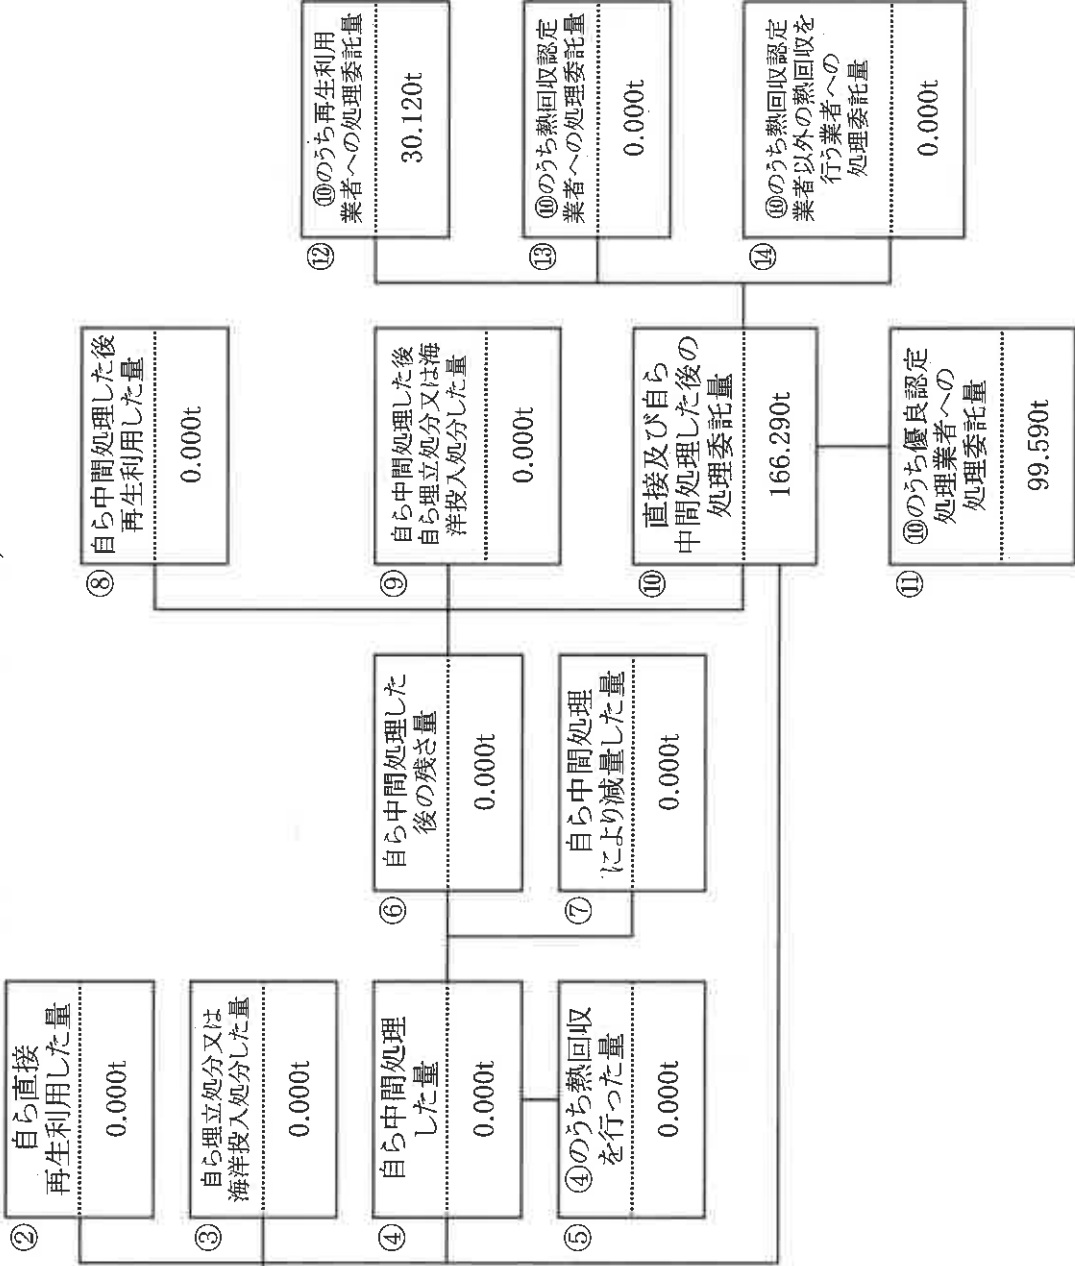 ②
自ら直接
再生利用した量
0.000t
③
自ら埋立処分又は
海洋投入処分した量
0.000t
④
自ら中間処理
した量
0.000t
⑤
④のうち熱回収
を行った量
0.000t
⑥
自ら中間処理した
後の残さ量
0.000t
⑦
自ら中間処理
により減量した量
0.000t
⑧
自ら中間処理した後
再生利用した量
0.000t
⑨
自ら中間処理した後
自ら埋立処分又は海
洋投入処分した量
0.000t
⑩
直接及び自ら
中間処理した後の
処理委託量
166.290t
⑪
⑩のうち優良認定
処理業者への
処理委託量
99.590t
⑫
⑩のうち再生利用
業者への処理委託量
30.120t
⑬
⑩のうち熱回収認定
業者への処理委託量
0.000t
⑭
⑩のうち熱回収認定
業者以外の熱回収を
行う業者への
処理委託量
0.000t